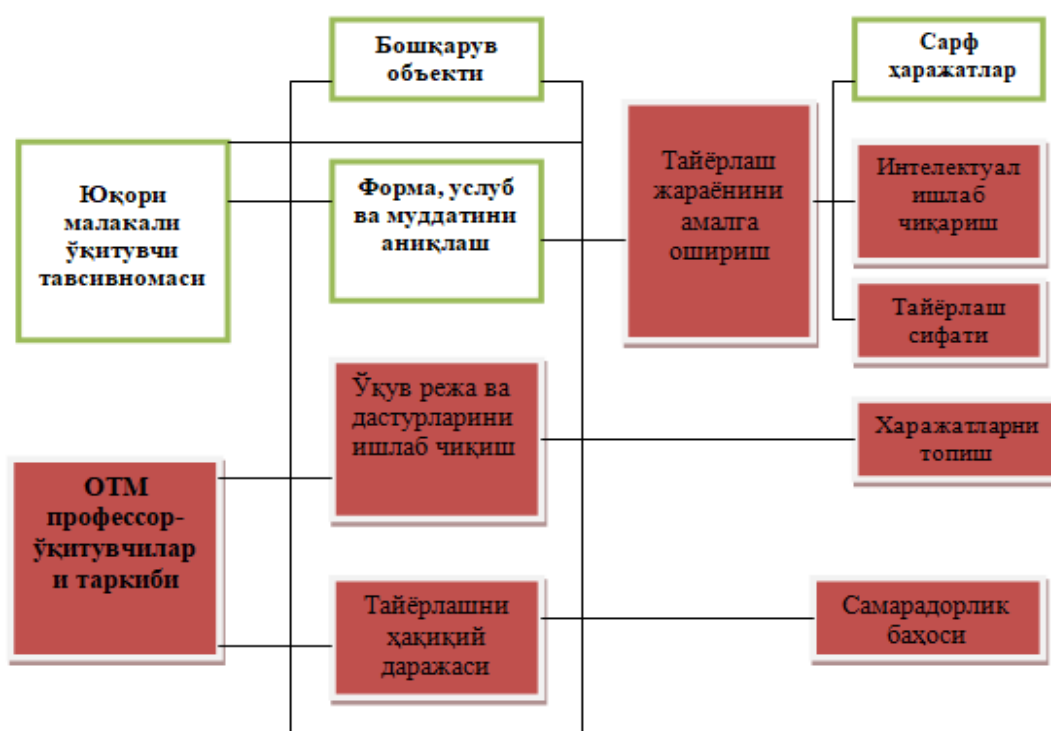 Бошқарув
объекти
Сарф
ҳаражатлар
Юқори
малакали
ўқитувчи
тавсивномаси
Форма, услуб
ва муддатини
аниқлаш
Тайёрлаш
жараёнини
амалга
ошириш
Интелектуал
ишлаб
чиқариш
Тайёрлаш
сифати
Ўқув режа ва
дастурларини
ишлаб чиқиш
Харажатларни
топиш
ОТМ
профессор-
ўқитувчилар
и таркиби
Тайёрлашни
ҳақиқий
даражаси
Самарадорлик
баҳоси